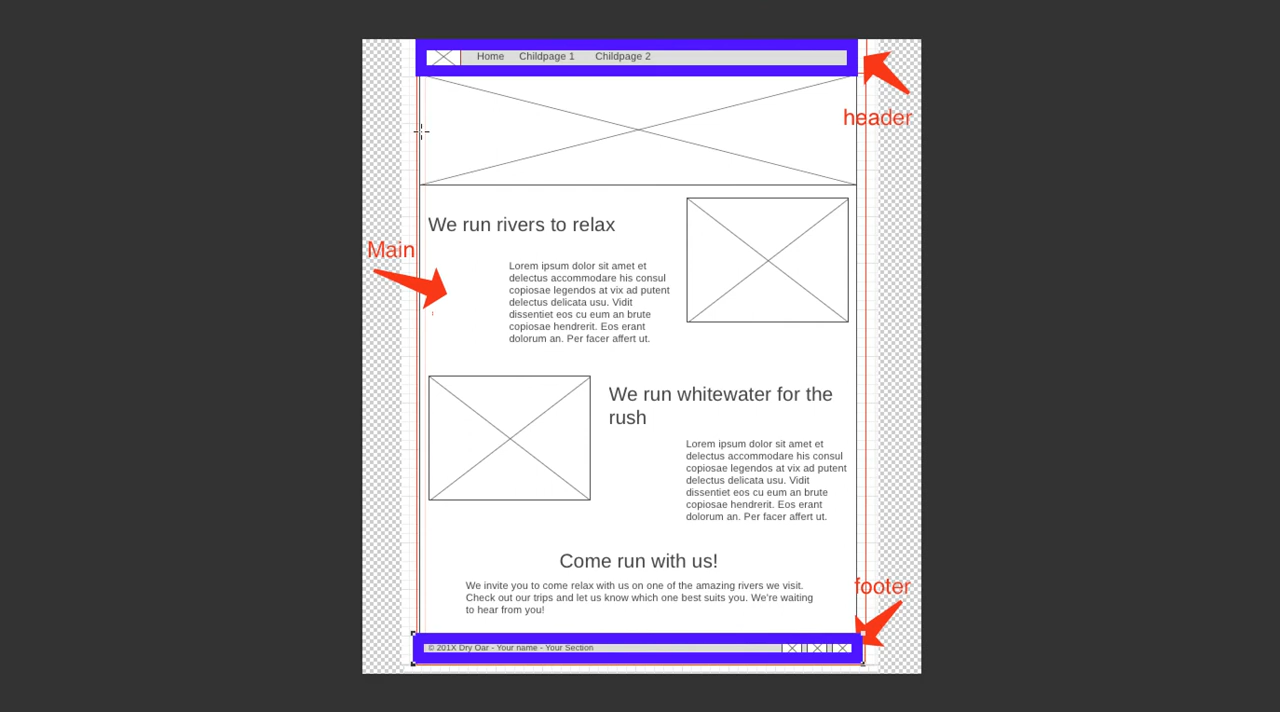 Home Childpage 1 Childpage 2
header
We run rivers to relax
Main
Lorem ipsum dolor sit amet et
delectus accommodare his consul
copiosae legendos at vix ad putent
delectus delicata usu. Vidit
dissentiet eos cu eum an brute
copiosae hendrerit. Eos erant
dolorum an. Per facer affert ut.
We run whitewater for the
rush
Lorem ipsum dolor sit amet et
delectus accommodare his consul
copiosae legendos at vix ad putent
delectus delicata usu. Vidit
dissentiet eos cu eum an brute
copiosae hendrerit. Eos erant
dolorum an. Per facer affert ut.
Come run with us!
We invite you to come relax with us on one of the amazing rivers we visit.
Check out our trips and let us know which one best suits you. We're waiting
to hear from you!
footer
© 201X Dry Oar - Your name - Your Section